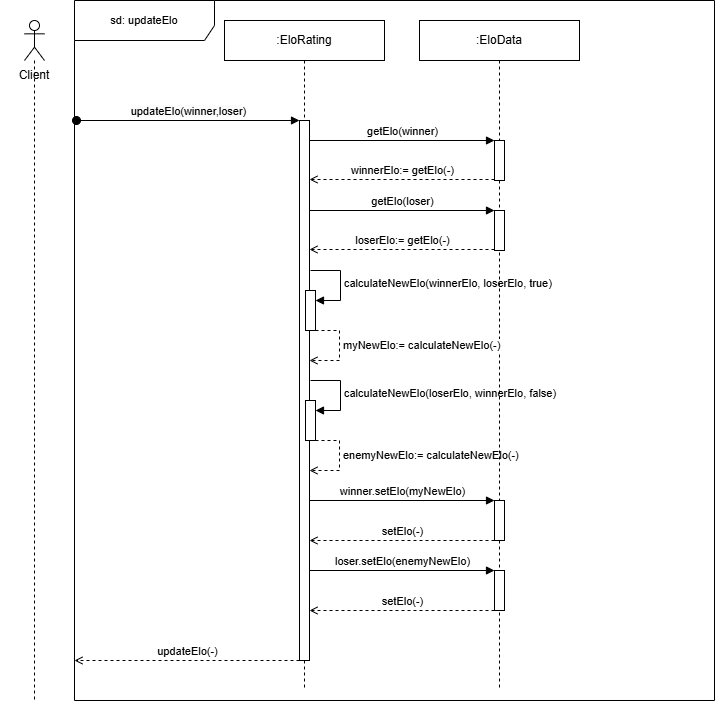 sd: updateElo
:EloRating
:EloData
Client
updateElo(winner,loser)
getElo(winner)
winnerElo:= getElo(-)
getElo(loser)
loserElo:= getElo(-)
calculateNewElo(winnerElo, loserElo, true)
myNewElo:= calculateNewElo(-)
calculateNewElo(loserElo, winnerElo, false)
enemyNewElo:= calculateNewElo(-)
winner.setElo(myNewElo)
setElo(-)
loser.setElo(enemyNewElo)
setElo(-)
updateElo(-)